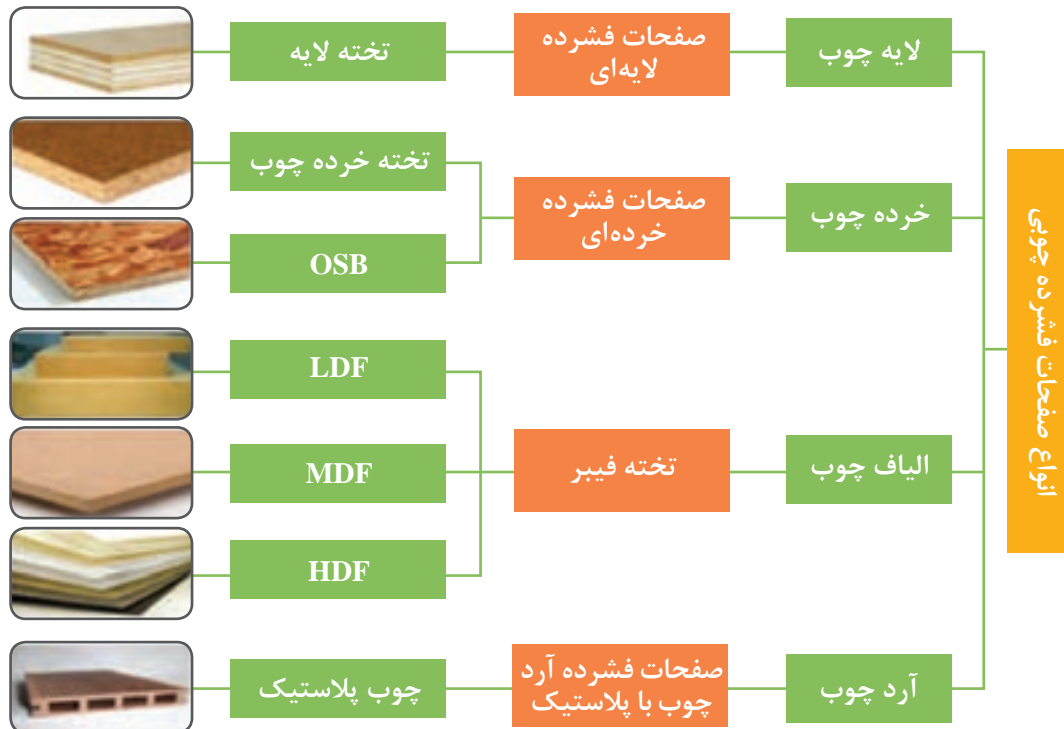 انواع صفحات فشرده چوبی
لایه چوب
صفحات فشرده
لایه‌ای
تخته لایه
خرده چوب
صفحات فشرده
خرده‌ای
تخته خرده چوب
OSB
الیاف چوب
تخته فیبر
LDF
MDF
HDF
آرد چوب
صفحات فشرده آرد
چوب با پلاستیک
چوب پلاستیک